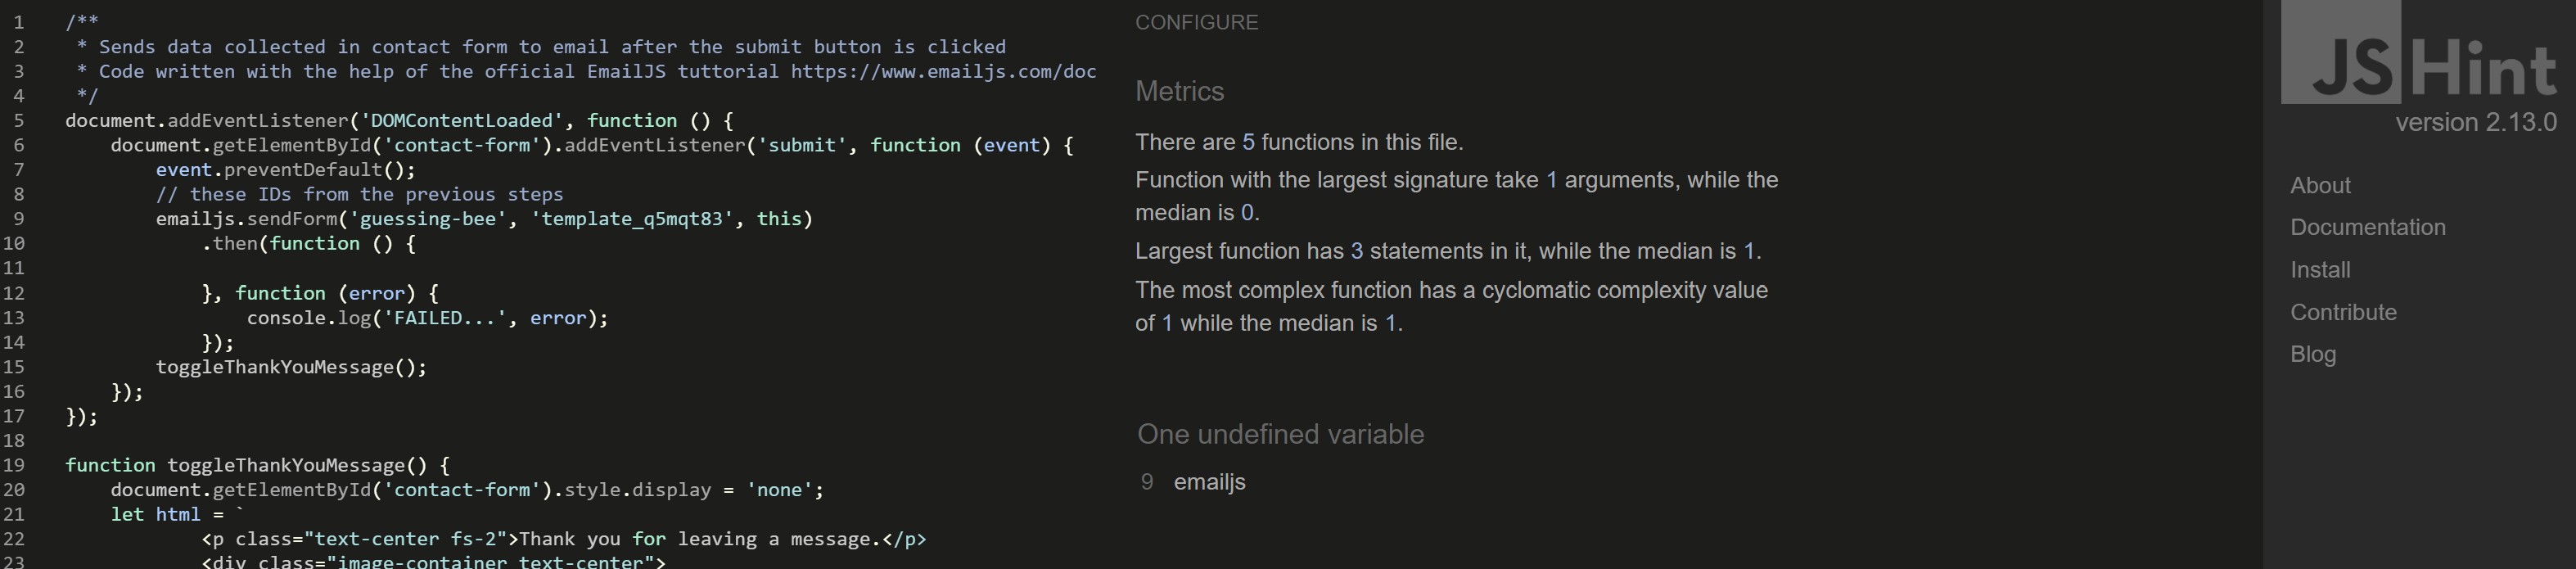 1 /**
2 * Sends data collected in contact form to email after the submit button is clicked
3 * Code written with the help of the official EmailJS tuttorial https://www.emailjs.com/doc
4 */
5 document.addEventListener('DOMContentLoaded', function () {
6 document.getElementById('contact-form').addEventListener('submit', function (event) {
7 event.preventDefault();
8 // these IDs from the previous steps
9 emailjs.sendForm('guessing-bee', 'template_q5mqt83', this)
10 .then(function () {
11
12 }, function (error) {
13 console.log('FAILED...', error);
14 });
15 toggleThankYouMessage();
16 });
17 });
18
19 function toggleThankYouMessage() {
20 document.getElementById('contact-form').style.display = 'none';
21 let html = `
22 <p class="text-center fs-2">Thank you for leaving a message.</p>
23 <div class="image-container text-center">
CONFIGURE
Metrics
There are 5 functions in this file.
Function with the largest signature take 1 arguments, while the
median is 0.
Largest function has 3 statements in it, while the median is 1.
The most complex function has a cyclomatic complexity value
of 1 while the median is 1.
One undefined variable
9 emailjs
JSHint
version 2.13.0
About
Documentation
Install
Contribute
Blog